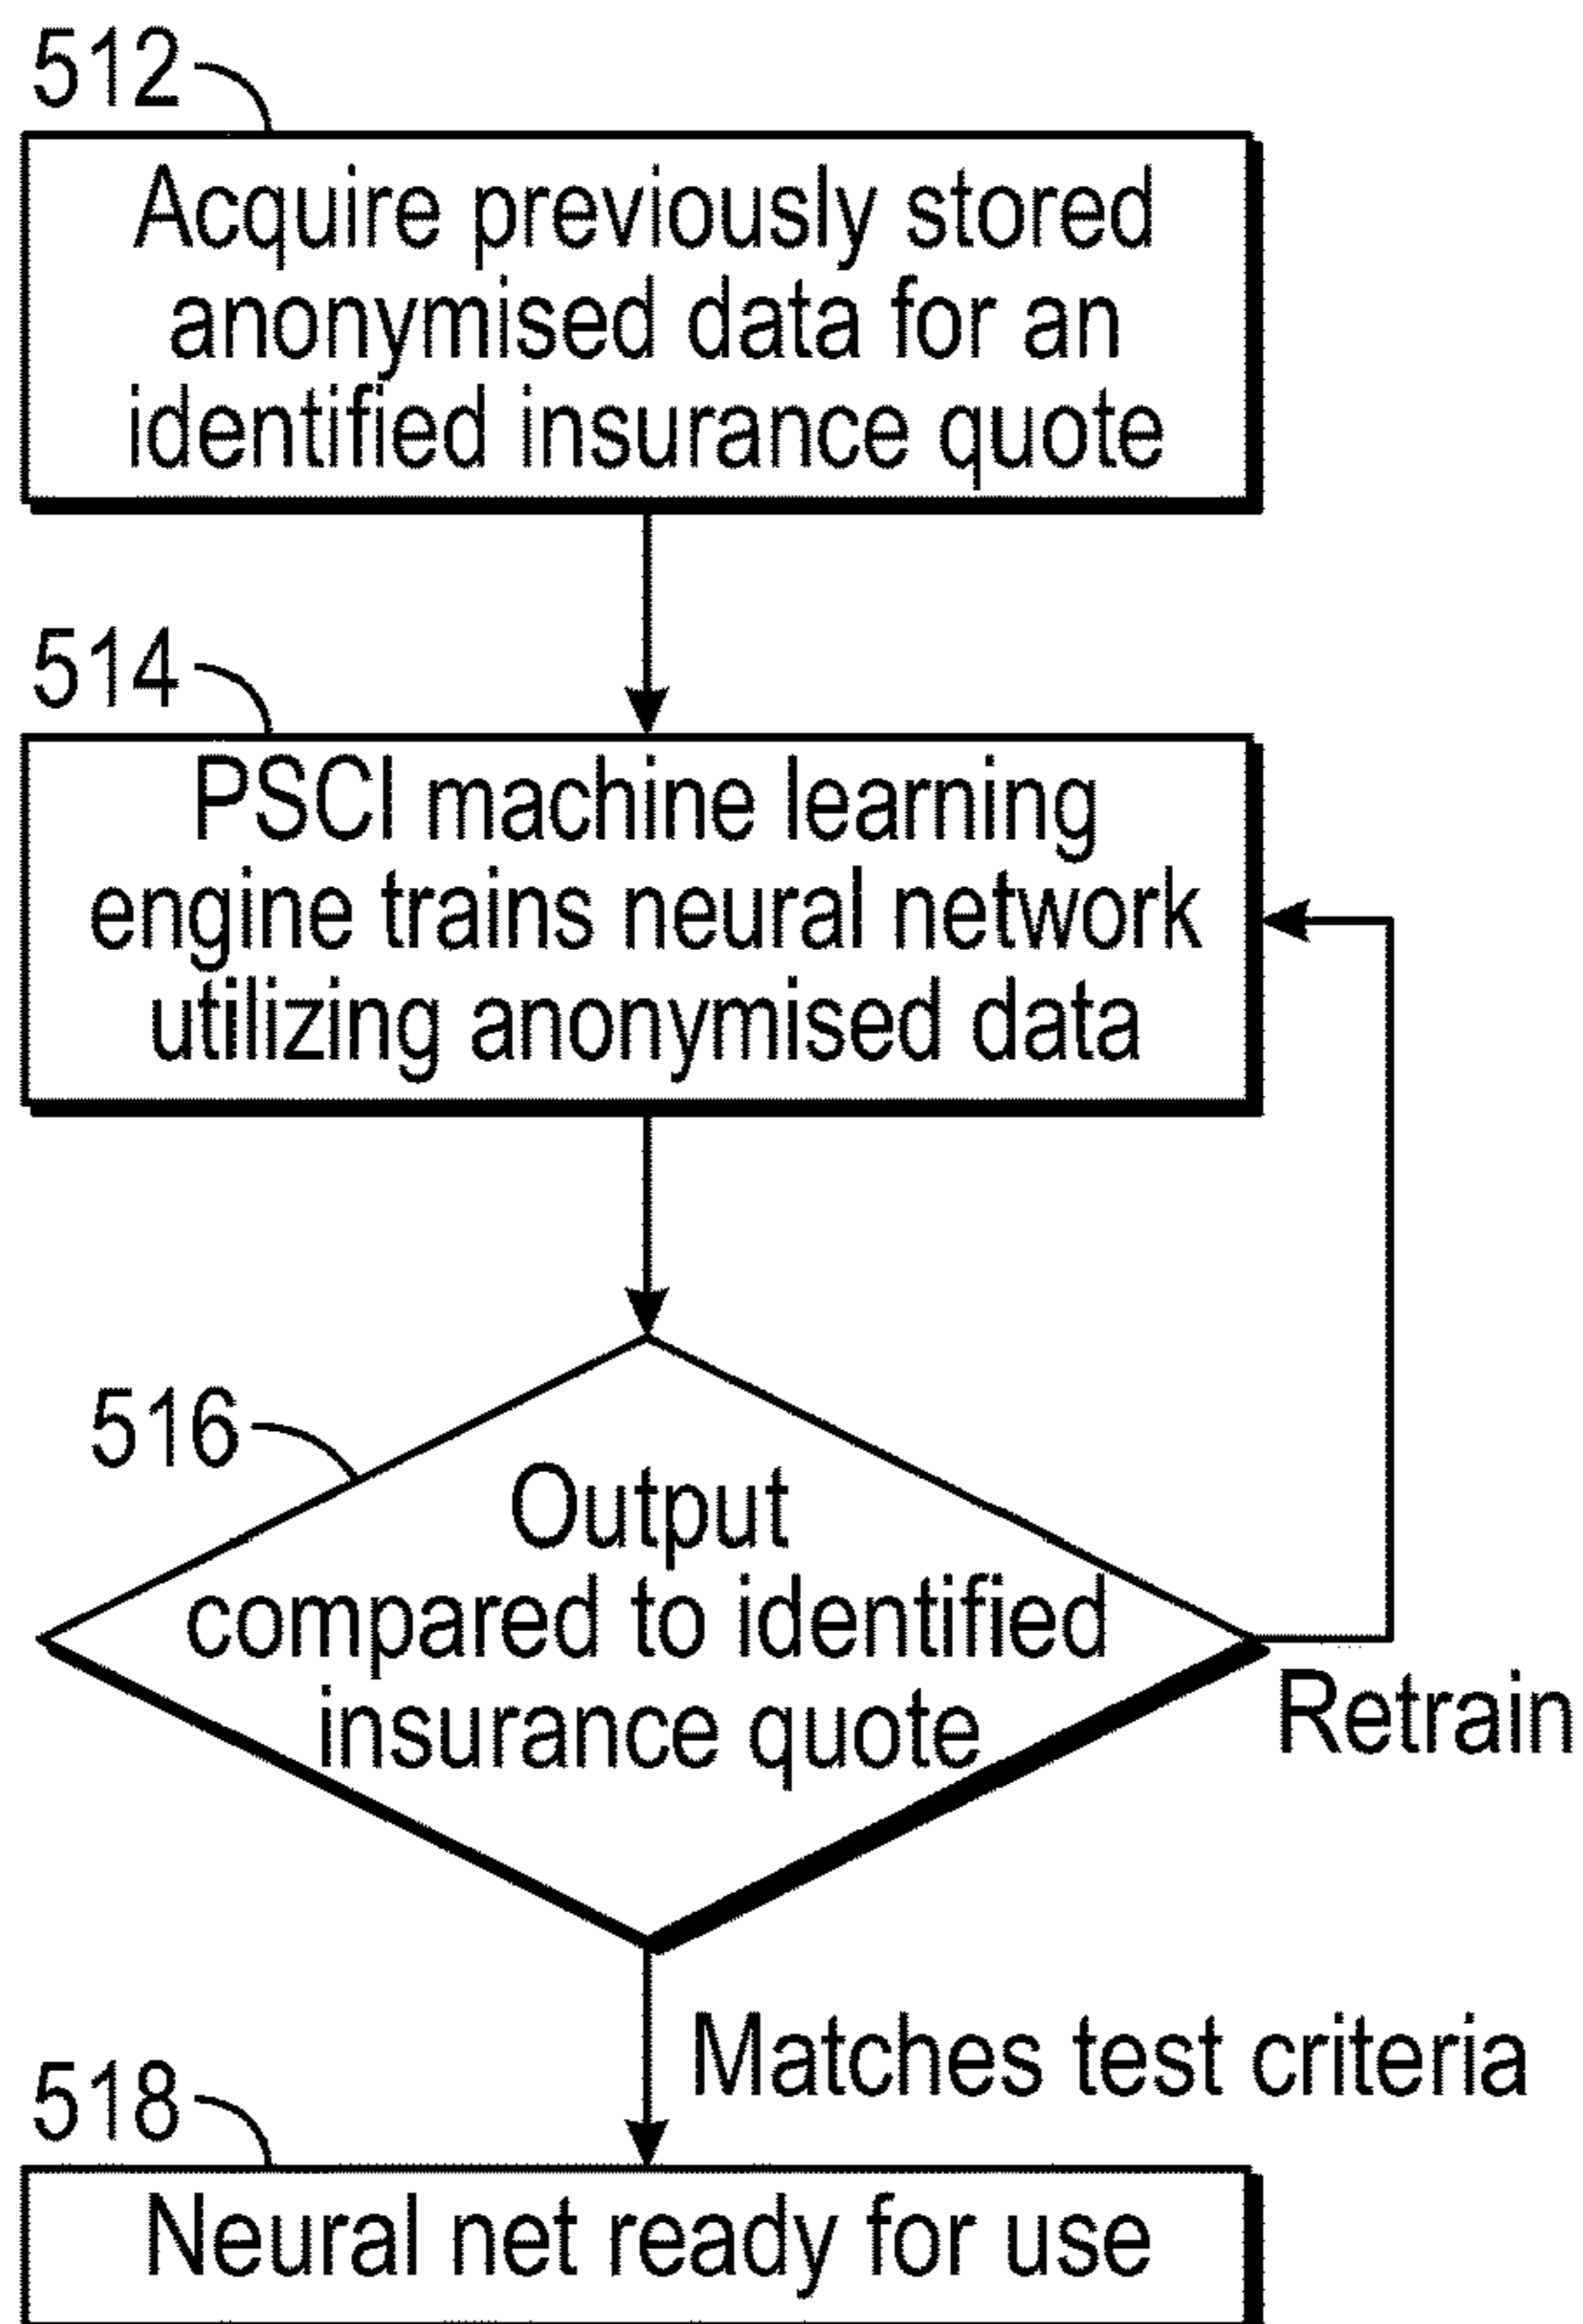 512
Acquire previously stored
anonymised data for an
identified insurance quote
514
PSCI machine learning
engine trains neural network
utilizing anonymised data
516
Output
compared to identified
insurance quote
Retrain
Matches test criteria
518
Neural net ready for use